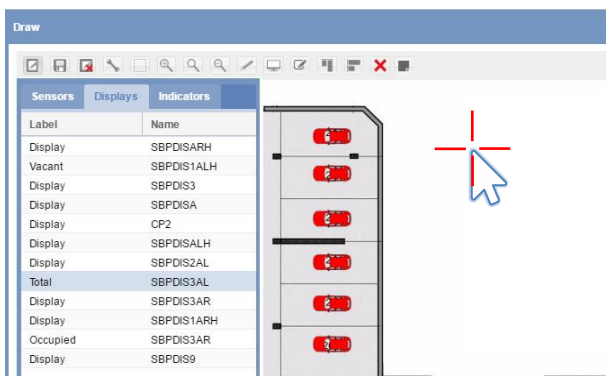 Draw
Sensors Displays Indicators
Label Name
Display SBPDISARH
Vacant SBPDIS1ALH
Display SBPDIS3
Display SBPDISA
Display CP2
Display SBPDISALH
Display SBPDIS2AL
Total SBPDIS3AL
Display SBPDIS3AR
Display SBPDIS1ARH
Occupied SBPDIS3AR
Display SBPDIS9